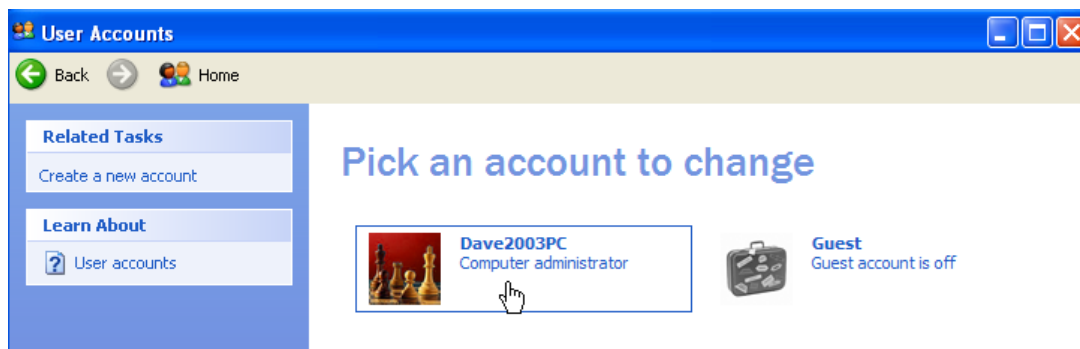 User Accounts
Back Home
Related Tasks
Create a new account
Learn About
User accounts
Pick an account to change
Dave2003PC
Computer administrator
Guest
Guest account is off